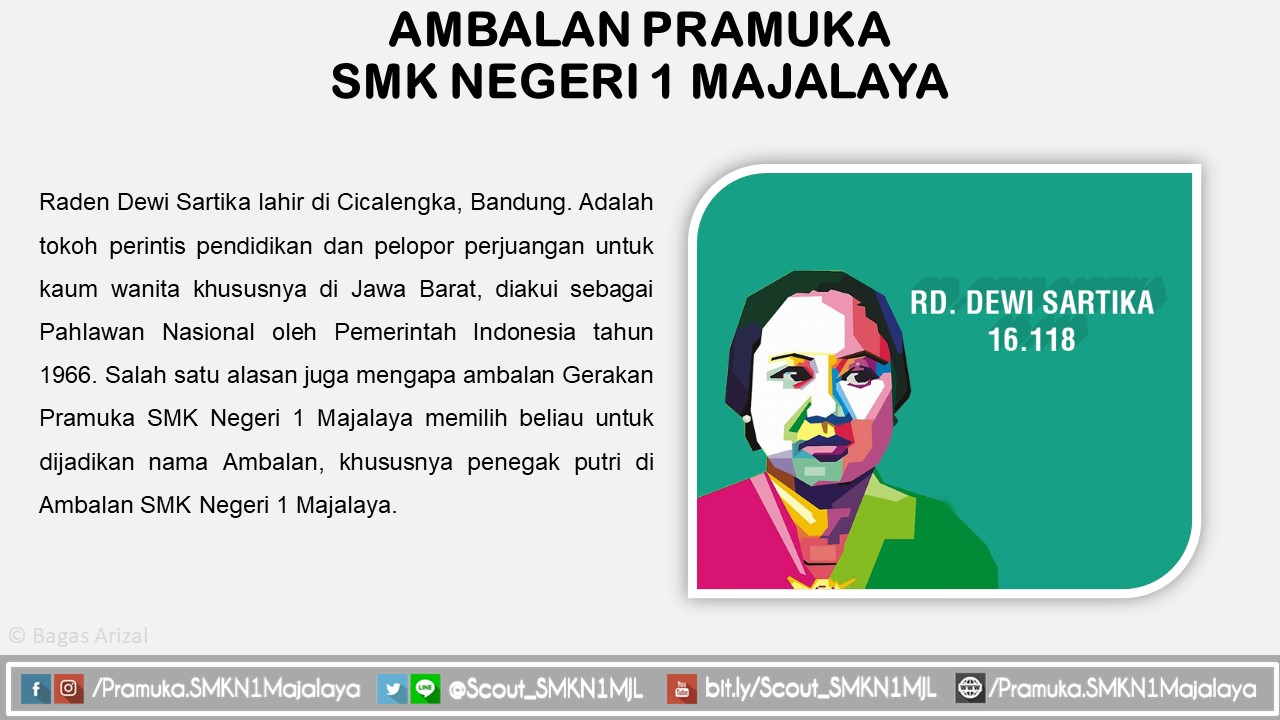 AMBALAN PRAMUKA
SMK NEGERI 1 MAJALAYA
Raden Dewi Sartika lahir di Cicalengka, Bandung. Adalah
tokoh perintis pendidikan dan pelopor perjuangan untuk
kaum wanita khususnya di Jawa Barat, diakui sebagai
Pahlawan Nasional oleh Pemerintah Indonesia tahun
1966. Salah satu alasan juga mengapa ambalan Gerakan
Pramuka SMK Negeri 1 Majalaya memilih beliau untuk
dijadikan nama Ambalan, khususnya penegak putri di
Ambalan SMK Negeri 1 Majalaya.
RD. DEWI SARTIKA
16.118
© Bagas Arizal
/Pramuka.SMKN1Majalaya LINE @Scout_SMKN1MJL You Tube bit.ly/Scout_SMKN1MJL WWW /Pramuka.SMKN1Majalaya